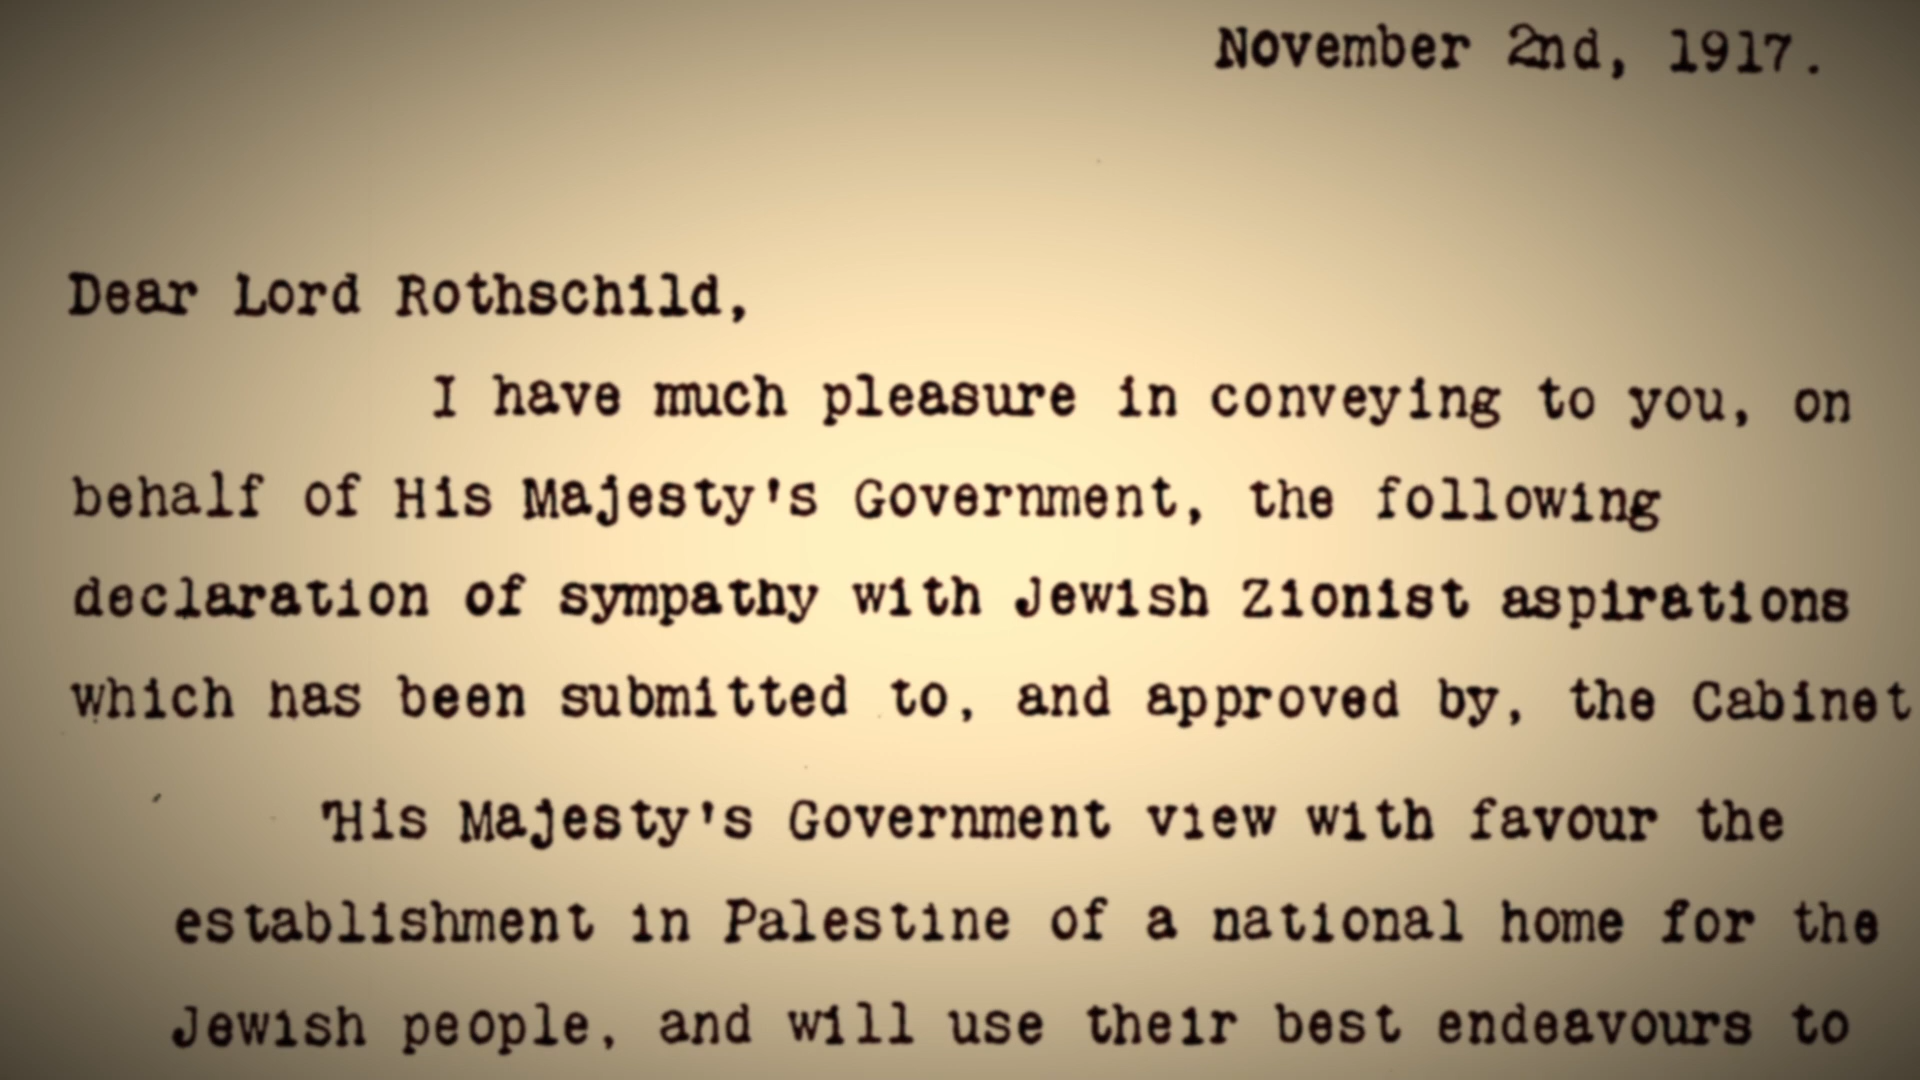 November 2nd, 1917.
Dear Lord Rothschild,
I have much pleasure in conveying to you, on
behalf of His Majesty's Government, the following
declaration of sympathy with Jewish Zionist aspirations
which has been submitted to, and approved by, the Cabinet
"His Majesty's Government view with favour the
establishment in Palestine of a national home for the
Jewish people, and will use their best endeavours to